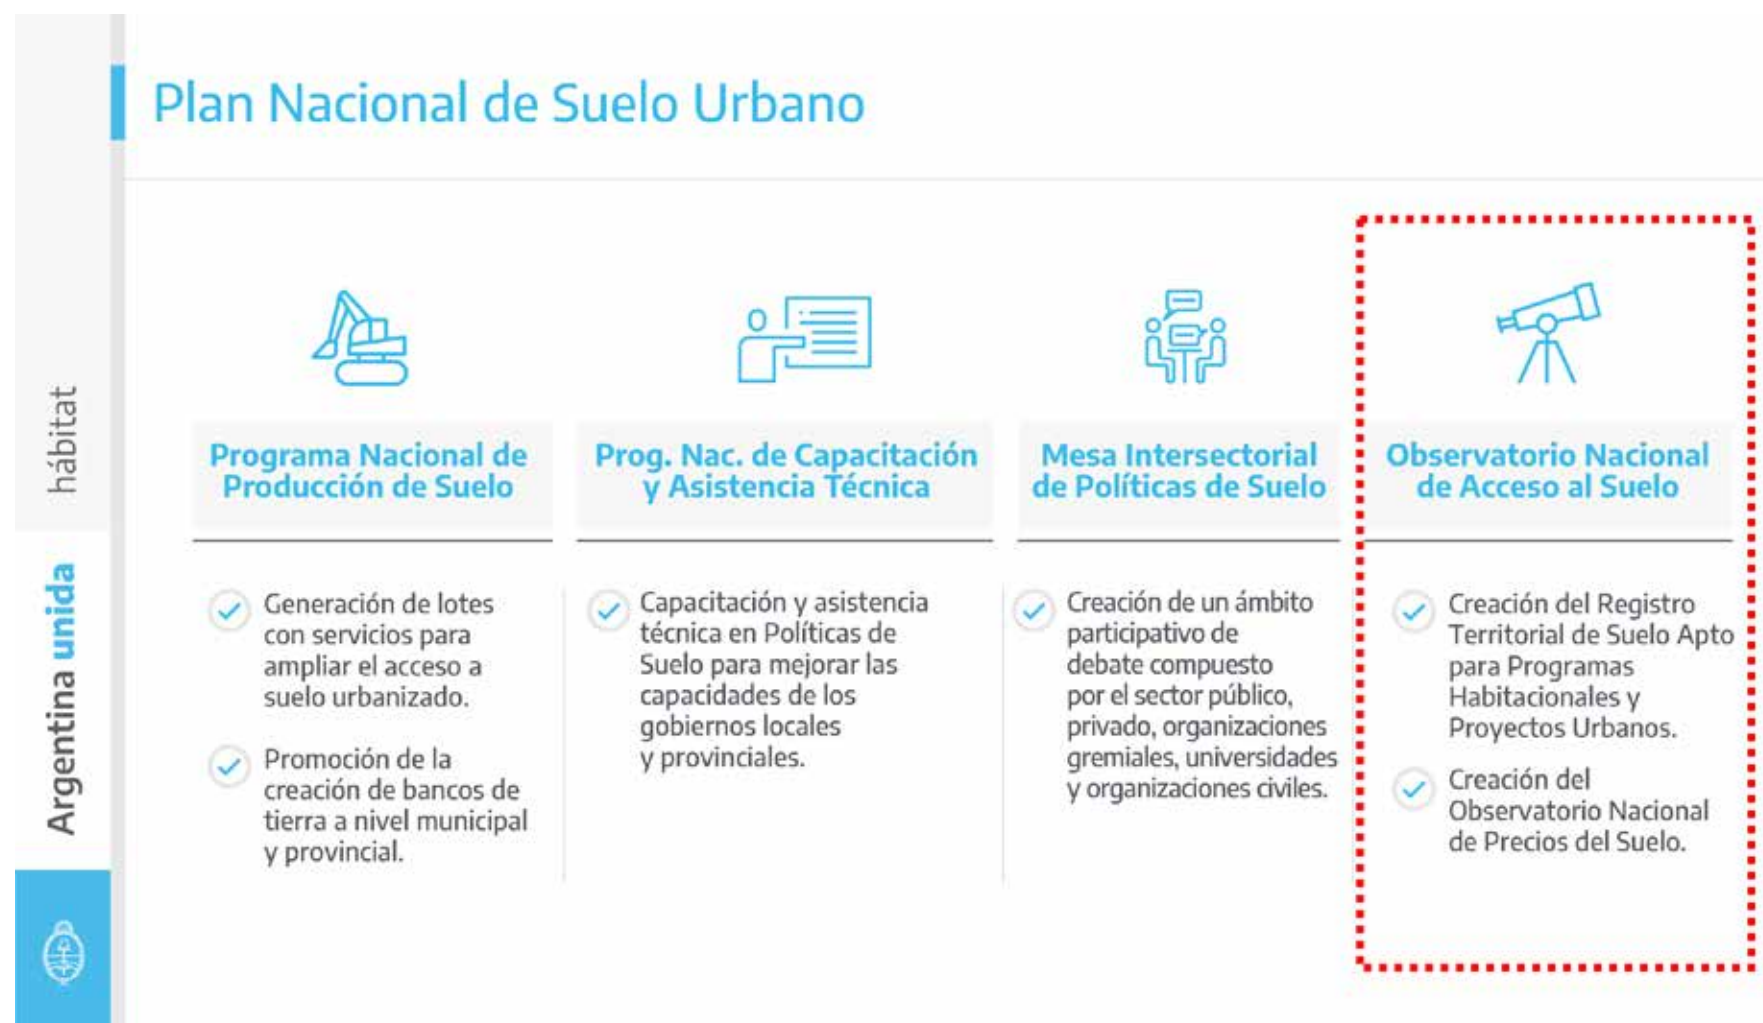 Plan Nacional de Suelo Urbano
hábitat
Argentina unida
Programa Nacional de
Producción de Suelo
Generación de lotes
con servicios para
ampliar el acceso a
suelo urbanizado.
Promoción de la
creación de bancos de
tierra a nivel municipal
y provincial.
Prog. Nac. de Capacitación
y Asistencia Técnica
Capacitación y asistencia
técnica en Políticas de
Suelo para mejorar las
capacidades de los
gobiernos locales
y provinciales.
Mesa Intersectorial
de Políticas de Suelo
Creación de un ámbito
participativo de
debate compuesto
por el sector público,
privado, organizaciones
gremiales, universidades
y organizaciones civiles.
Observatorio Nacional
de Acceso al Suelo
Creación del Registro
Territorial de Suelo Apto
para Programas
Habitacionales y
Proyectos Urbanos.
Creación del
Observatorio Nacional
de Precios del Suelo.